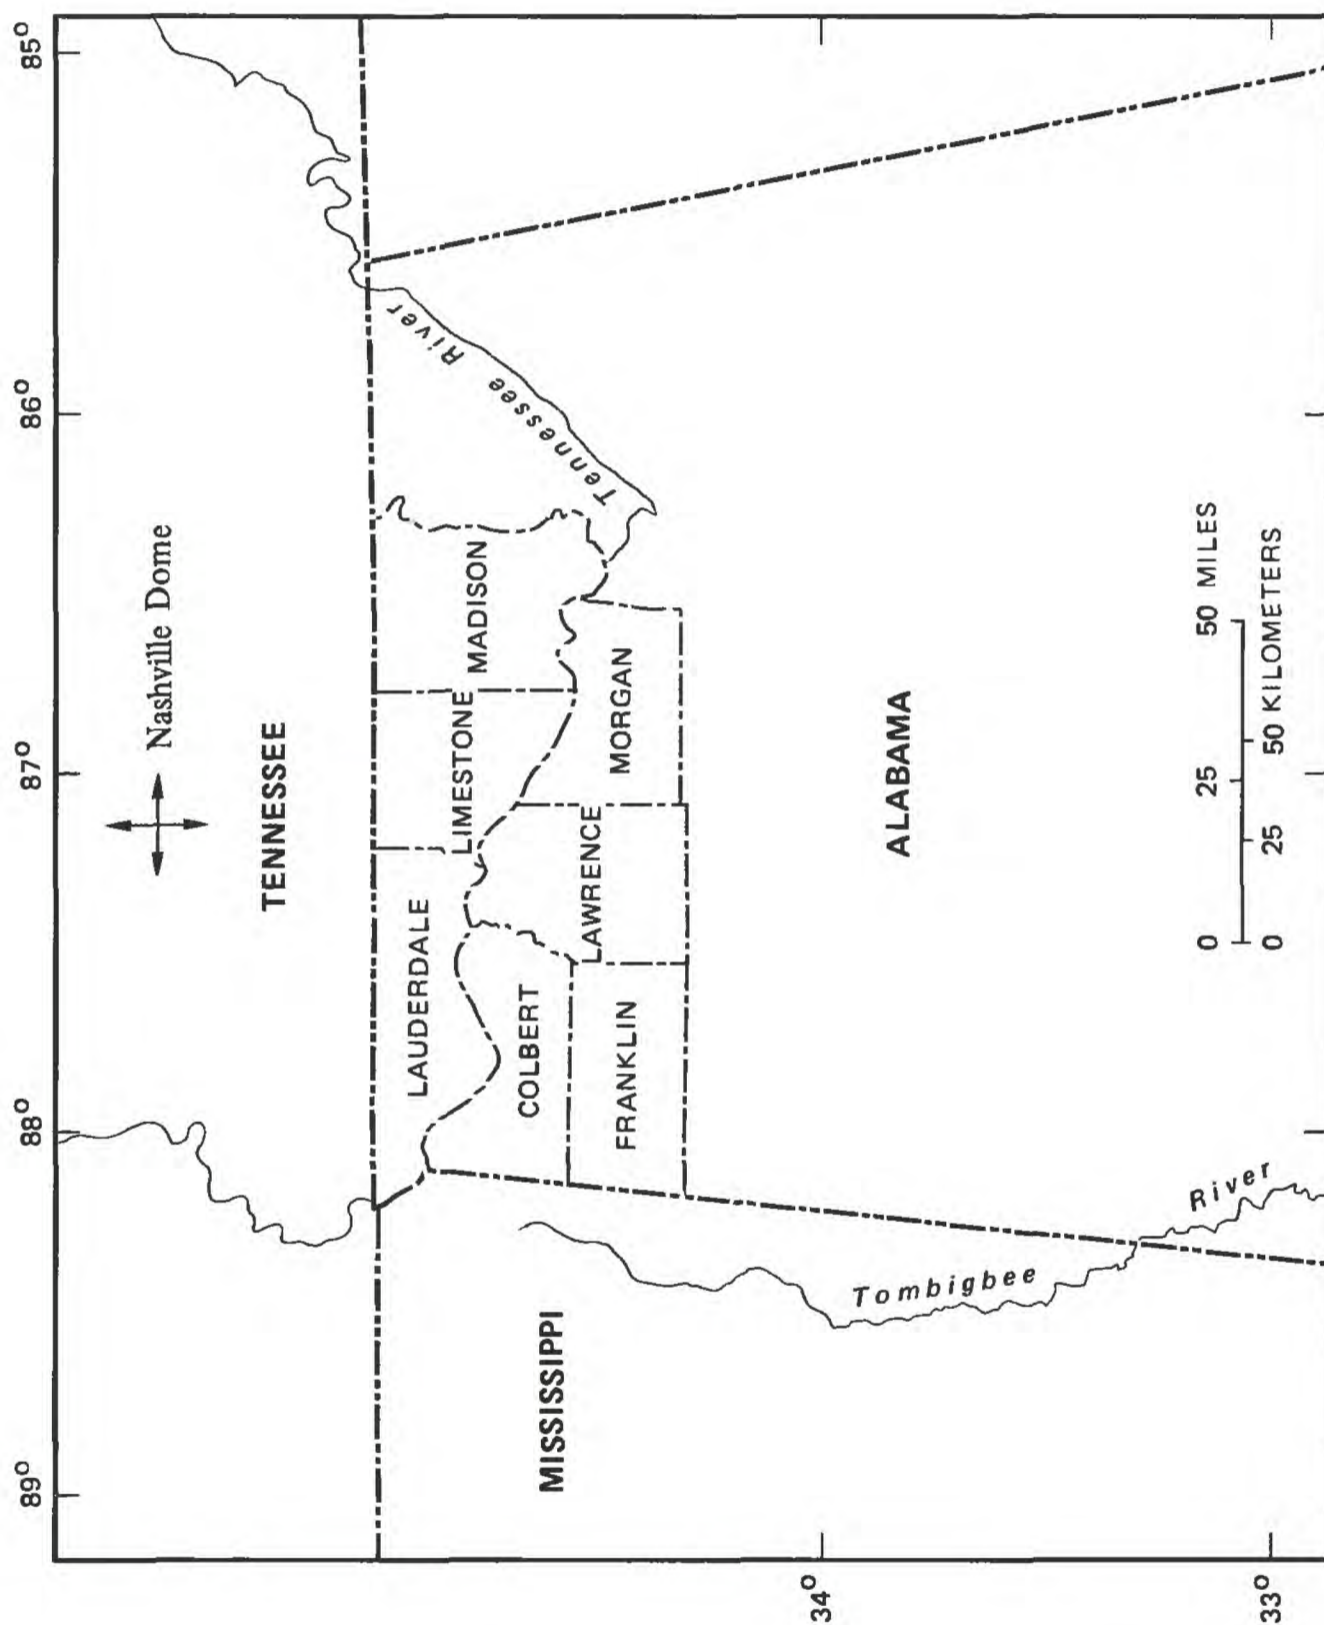 89°
88°
87°
86°
85°
Nashville Dome
TENNESSEE
LAUDERDALE
LIMESTONE
MADISON
Tennessee River
COLBERT
FRANKLIN
LAWRENCE
MORGAN
MISSISSIPPI
34°
Tombigbee
River
ALABAMA
0 25 50 MILES
0 25 50 KILOMETERS
33°